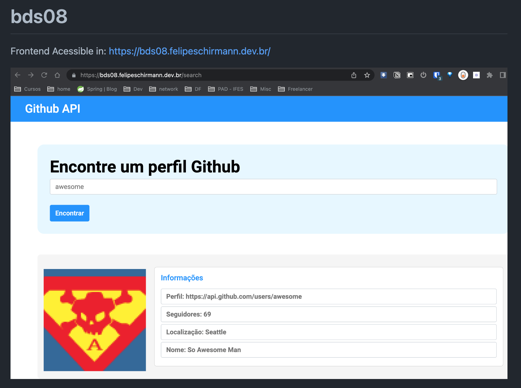 bds08
Frontend Acessible in: https://bds08.felipeschirmann.dev.br/
https://bds08.felipeschirmann.dev.br/search
Cursos home Spring | Blog Dev network DF PAD - IFES Misc Freelancer
Github API
Encontre um perfil Github
awesome
Encontrar
Informações
Perfil: https://api.github.com/users/awesome
Seguidores: 69
Localização: Seattle
Nome: So Awesome Man
A